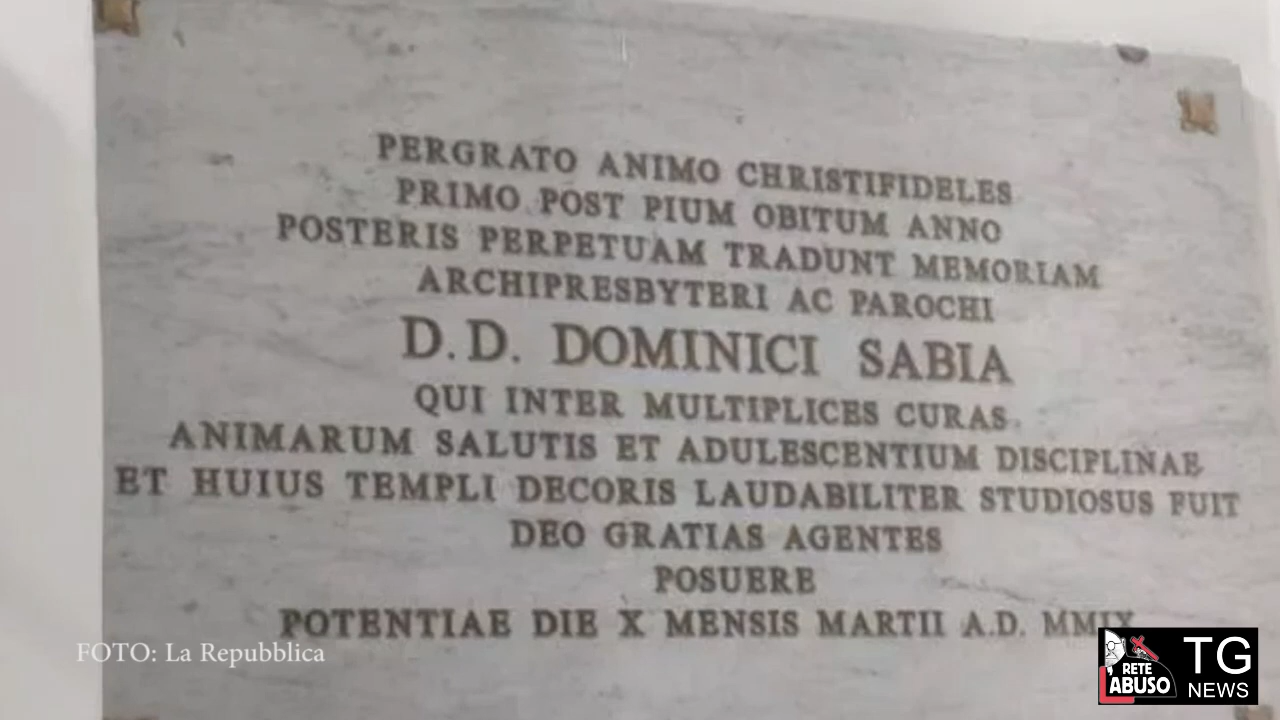 PERGRATO ANIMO CHRISTIFIDELES
PRIMO POST PIUM OBITUM ANNO
POSTERIS PERPETUAM TRADUNT MEMORIAM
ARCHIPRESBYTERI AC PAROCHI
D.D. DOMINICI SABIA
QUI INTER MULTIPLICES CURAS
ANIMARUM SALUTIS ET ADULESCENTIUM DISCIPLINAE
ET HUIUS TEMPLI DECORIS LAUDABILITER STUDIOSUS FUIT
DEO GRATIAS AGENTES
POSUERE
POTENTIAE DIE X MENSIS MARTII A.D. MMIX
FOTO: La Repubblica
RETE
ABUSO
TG
NEWS